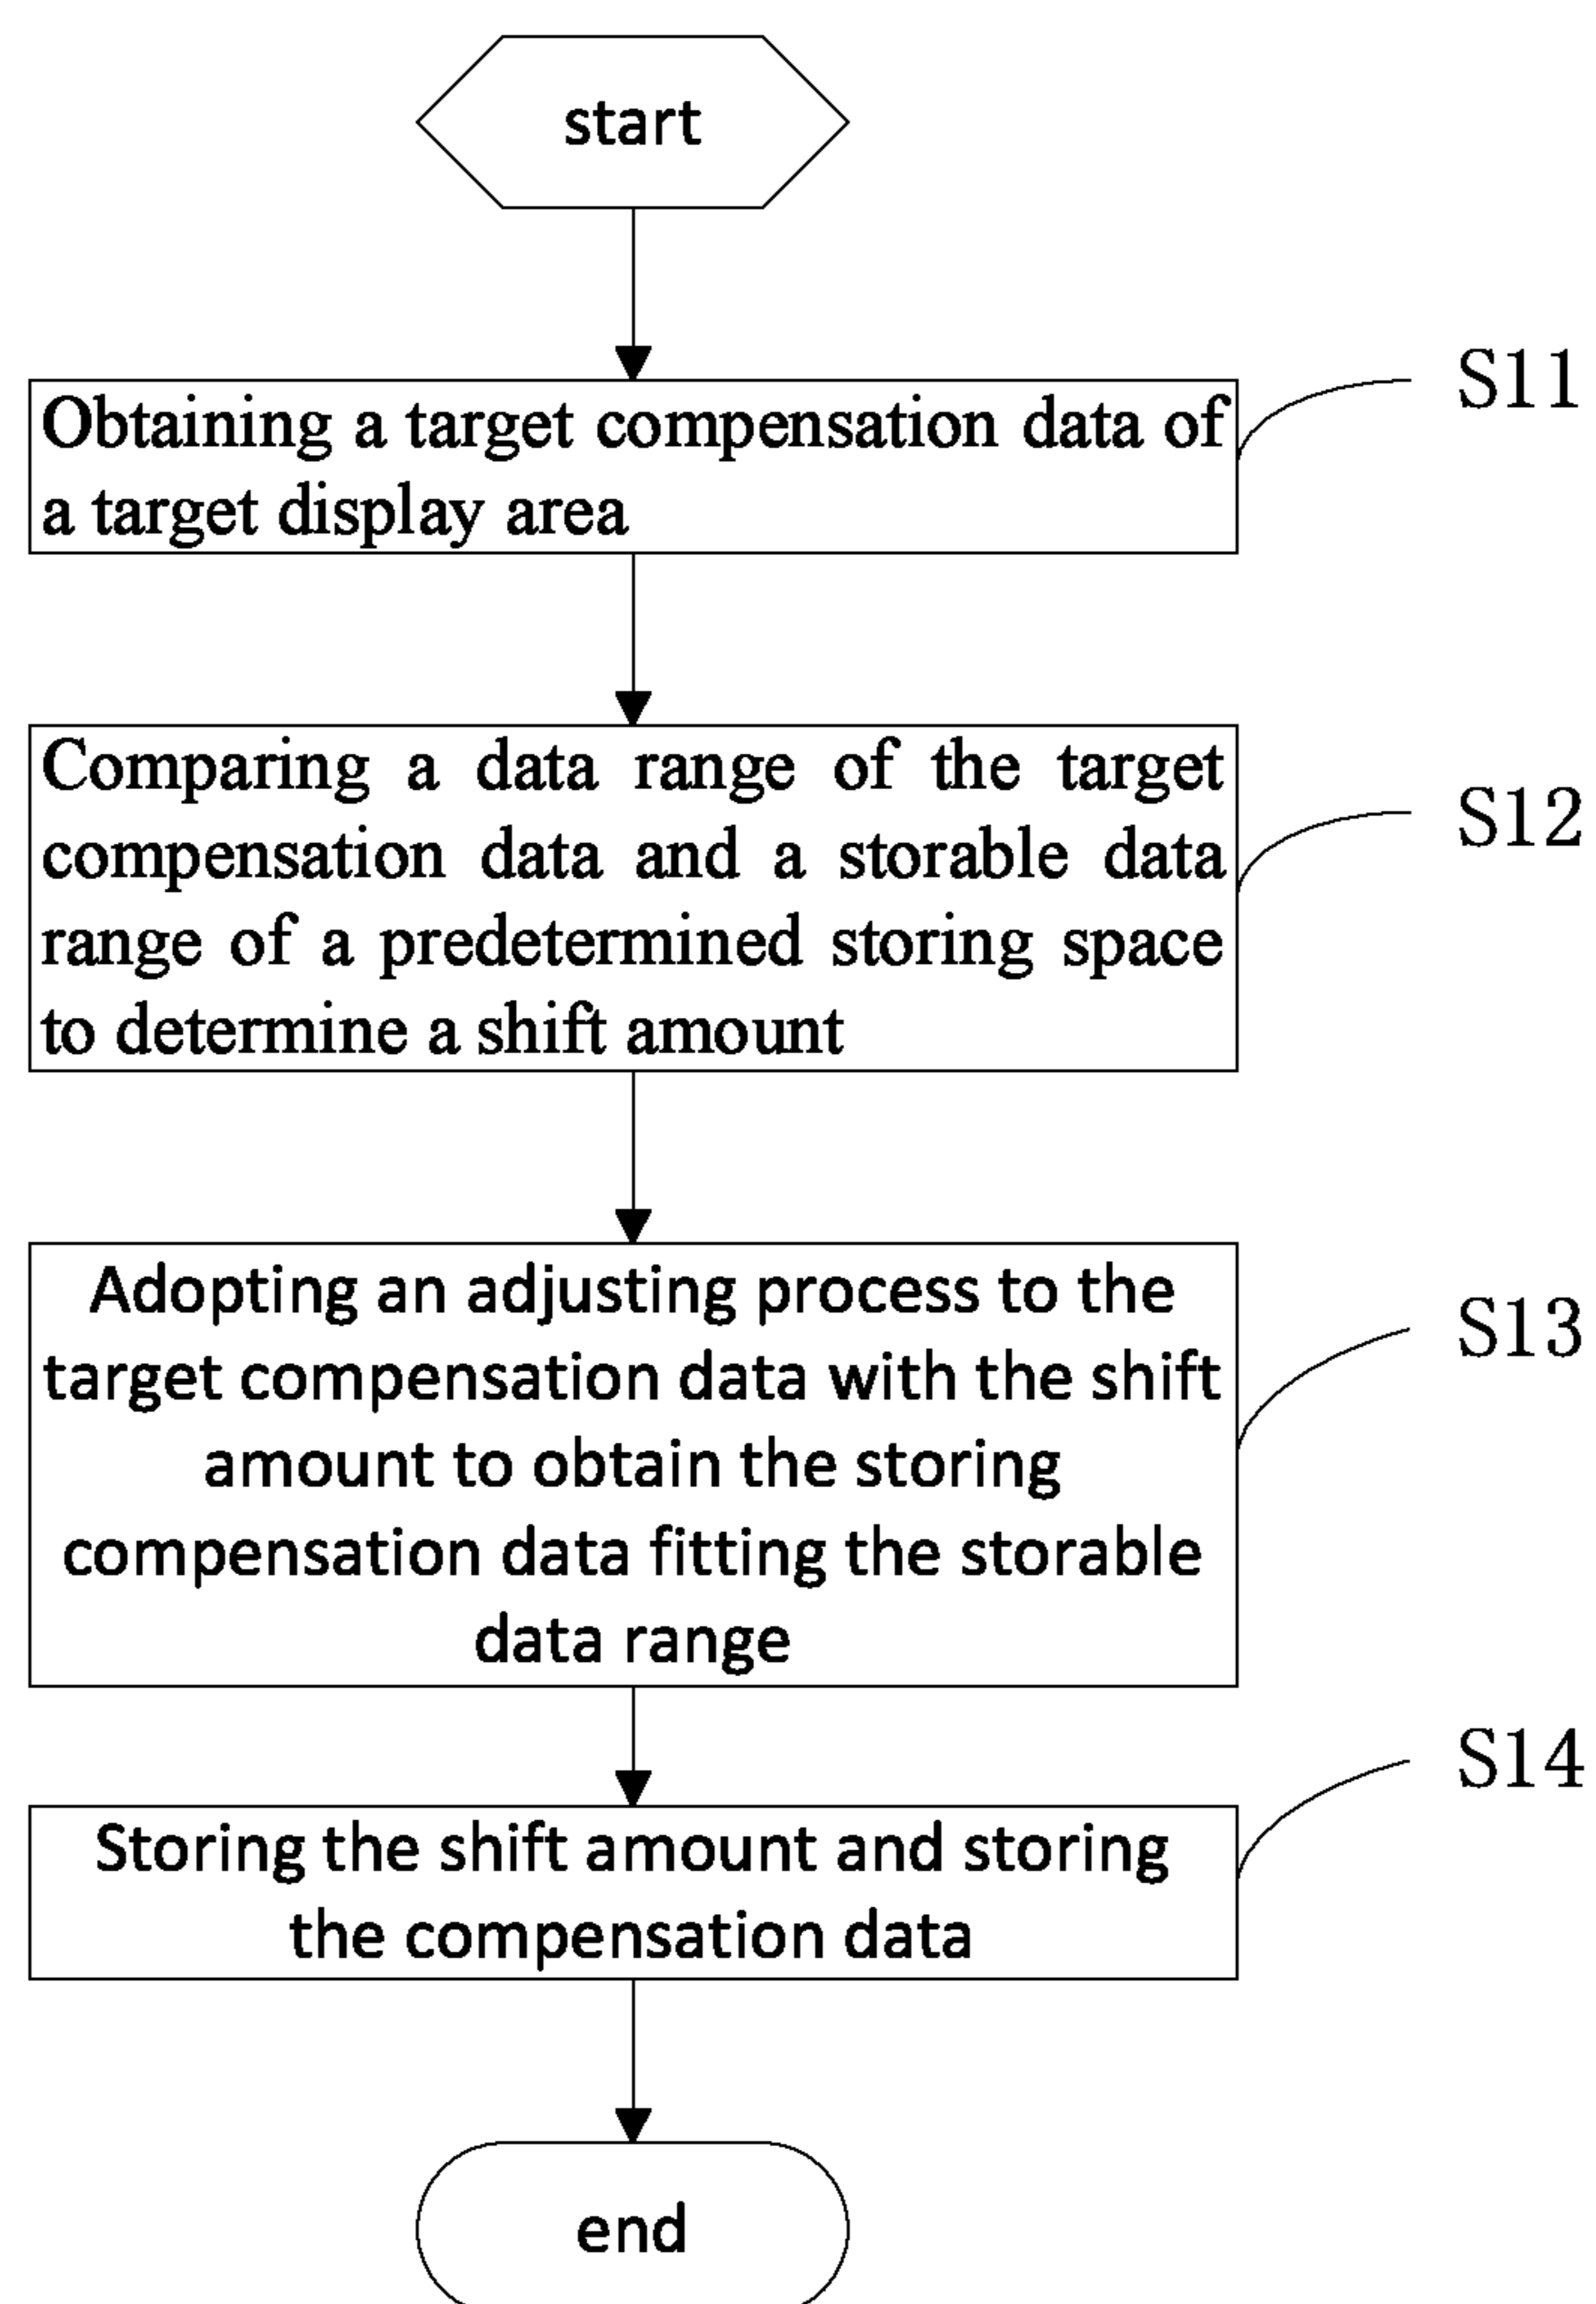 start
S11
Obtaining a target compensation data of
a target display area
S12
Comparing a data range of the target
compensation data and a storable data
range of a predetermined storing space
to determine a shift amount
S13
Adopting an adjusting process to the
target compensation data with the shift
amount to obtain the storing
compensation data fitting the storable
data range
S14
Storing the shift amount and storing
the compensation data
end